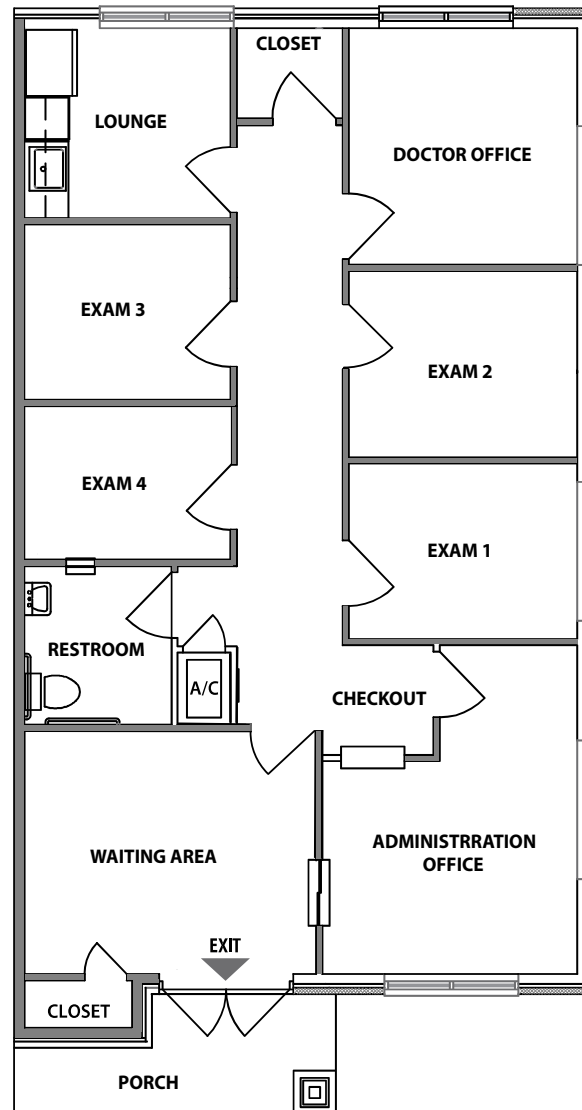 CLOSET
LOUNGE
DOCTOR OFFICE
EXAM 3
EXAM 2
EXAM 4
EXAM 1
RESTROOM
A/C
CHECKOUT
WAITING AREA
ADMINISTRRATION
OFFICE
EXIT
CLOSET
PORCH